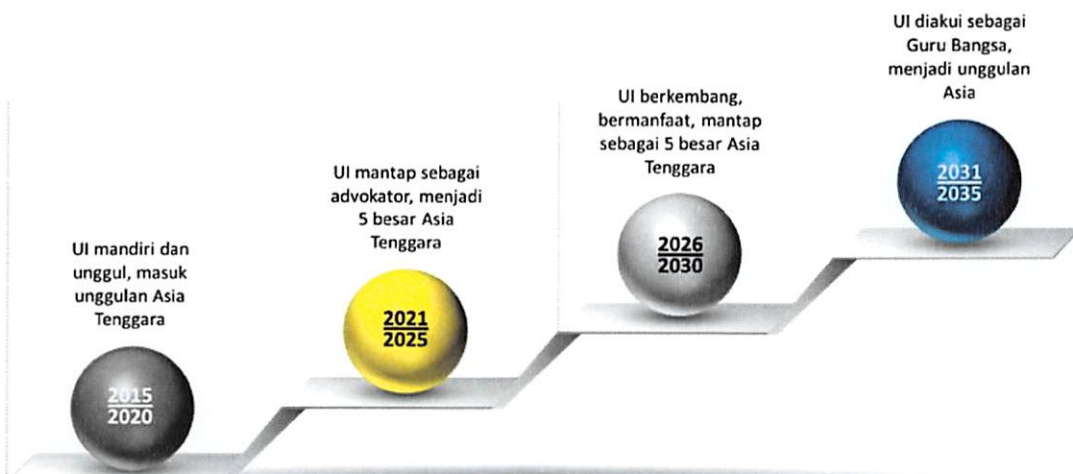 UI mandiri dan
unggul, masuk
unggulan Asia
Tenggara
2015
2020
UI mantap sebagai
advokator, menjadi
5 besar Asia
Tenggara
2021
2025
UI berkembang,
bermanfaat, mantap
sebagai 5 besar Asia
Tenggara
2026
2030
UI diakui sebagai
Guru Bangsa,
menjadi unggulan
Asia
2031
2035